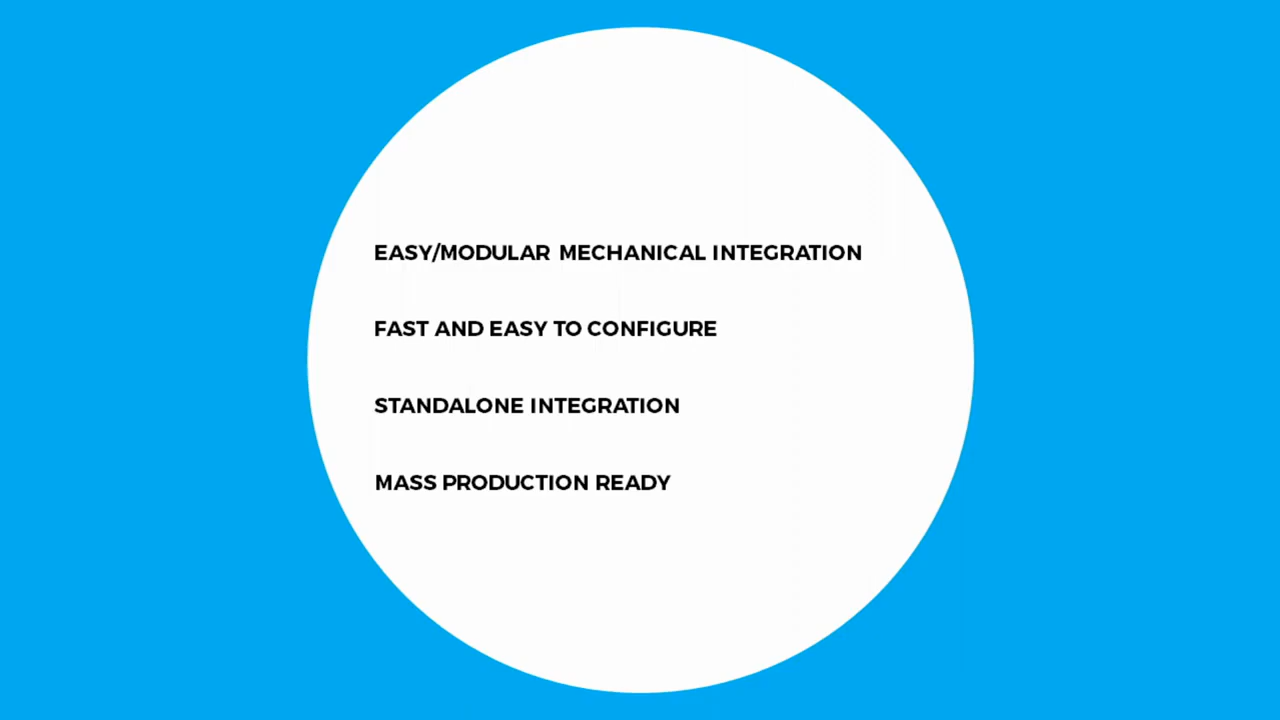 EASY/MODULAR MECHANICAL INTEGRATION
FAST AND EASY TO CONFIGURE
STANDALONE INTEGRATION
MASS PRODUCTION READY